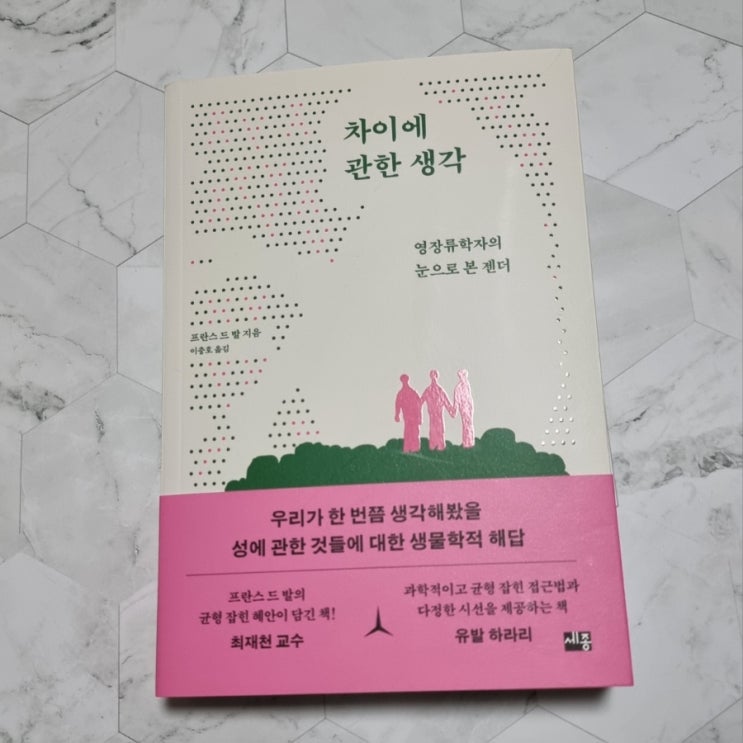 차이에
관한 생각
영장류학자의
눈으로 본 젠더
프란스 드 발 지음
이충호 옮김
우리가 한 번쯤 생각해봤을
성에 관한 것들에 대한 생물학적 해답
프란스 드 발의
균형 잡힌 혜안이 담긴 책!
최재천 교수
과학적이고 균형 잡힌 접근법과
다정한 시선을 제공하는 책
유발 하라리
세종